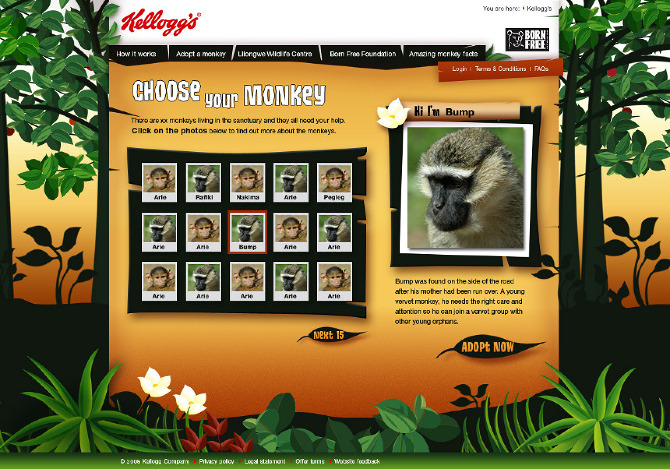 Kellogg's
You are here: Kellogg's
BORN
FREE
How it works
Adopt a monkey
Lilongwe Wildlife Centre
Born Free Foundation
Amazing monkey facts
Login | Terms & Conditions | FAQs
CHOOSE your MONKEY
There are xx monkeys living in the sanctuary and they all need your help.
Click on the photos below to find out more about the monkeys.
Arie Rafiki Nakima Arie Pegleg
Arie Arie Bump Arie Arie
Arie Arie Arie Arie Arie
Next 15
Hi I'm Bump
Bump was found on the side of the road
after his mother had been run over. A young
vervet monkey, he needs the right care and
attention so he can join a vervet group with
other young orphans.
ADOPT NOW
Kellogg Company Privacy policy Legal statement Offer terms Website feedback